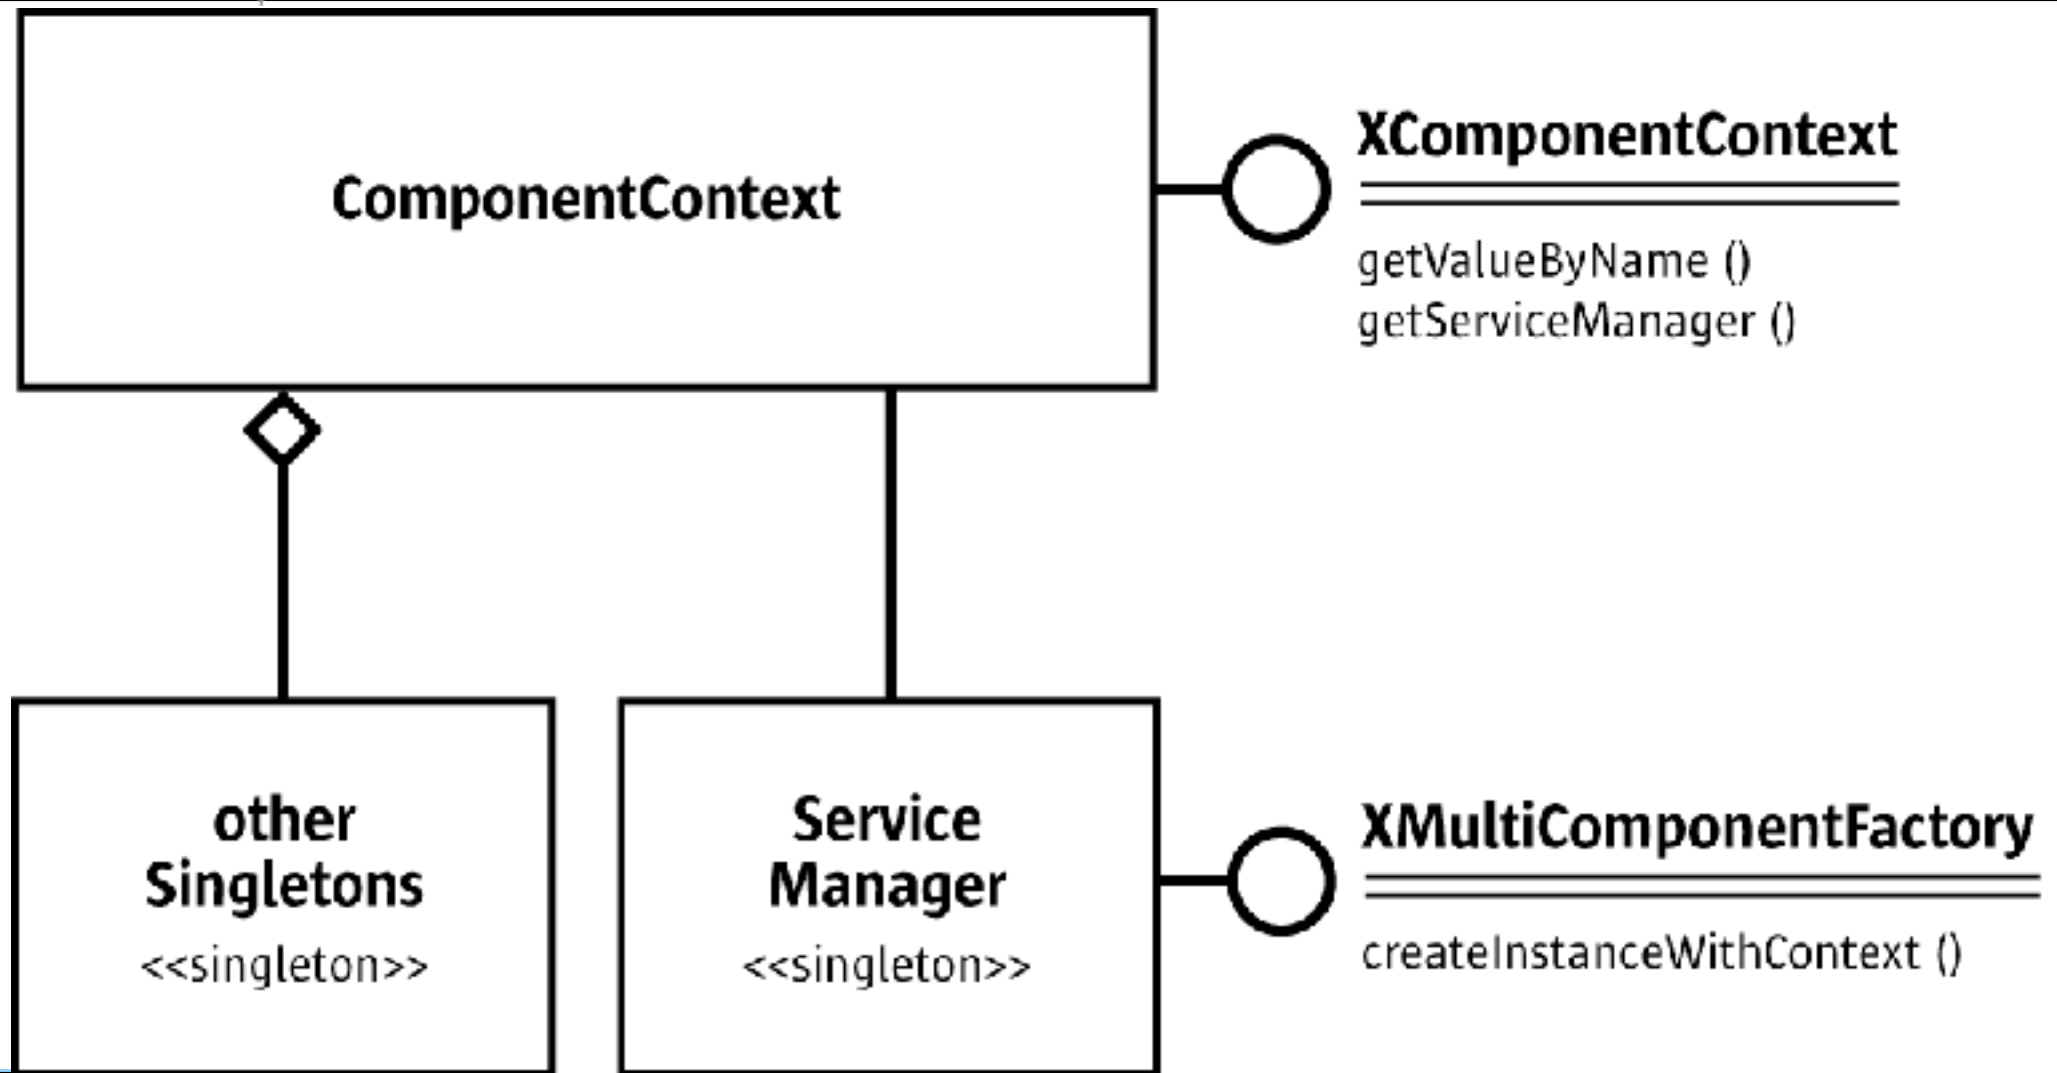 ComponentContext
XComponentContext
getValueByName ()
getServiceManager ()
other
Singletons
<<singleton>>
Service
Manager
<<singleton>>
XMultiComponentFactory
createInstanceWithContext ()